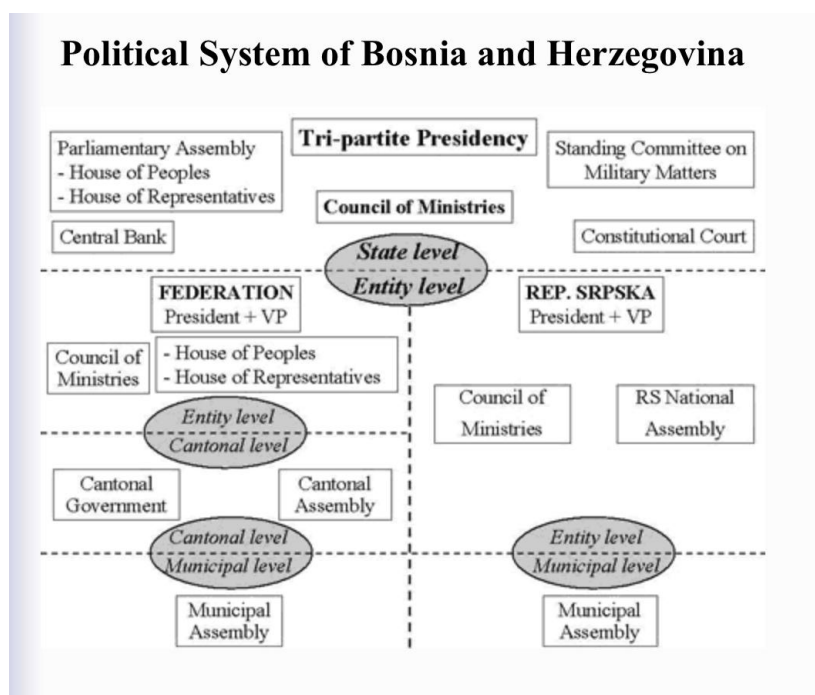 Political System of Bosnia and Herzegovina
Parliamentary Assembly
- House of Peoples
- House of Representatives
Tri-partite Presidency
Standing Committee on
Military Matters
Council of Ministries
Central Bank
Constitutional Court
State level
Entity level
FEDERATION
President + VP
REP. SRPSKA
President + VP
Council of
Ministries
- House of Peoples
- House of Representatives
Council of
Ministries
RS National
Assembly
Entity level
Cantonal level
Cantonal
Government
Cantonal
Assembly
Cantonal level
Municipal level
Entity level
Municipal level
Municipal
Assembly
Municipal
Assembly